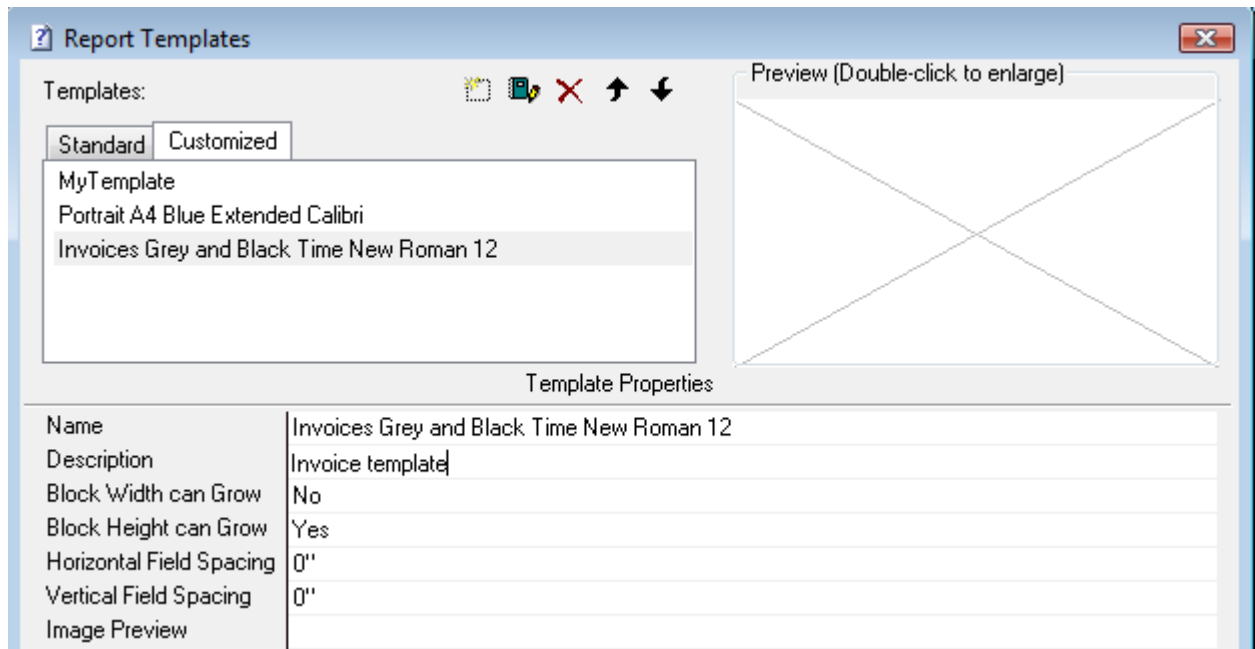 Report Templates
Templates:
Preview (Double-click to enlarge)
Standard Customized
MyTemplate
Portrait A4 Blue Extended Calibri
Invoices Grey and Black Time New Roman 12
Template Properties
Name Invoices Grey and Black Time New Roman 12
Description Invoice template
Block Width can Grow No
Block Height can Grow Yes
Horizontal Field Spacing 0"
Vertical Field Spacing 0"
Image Preview